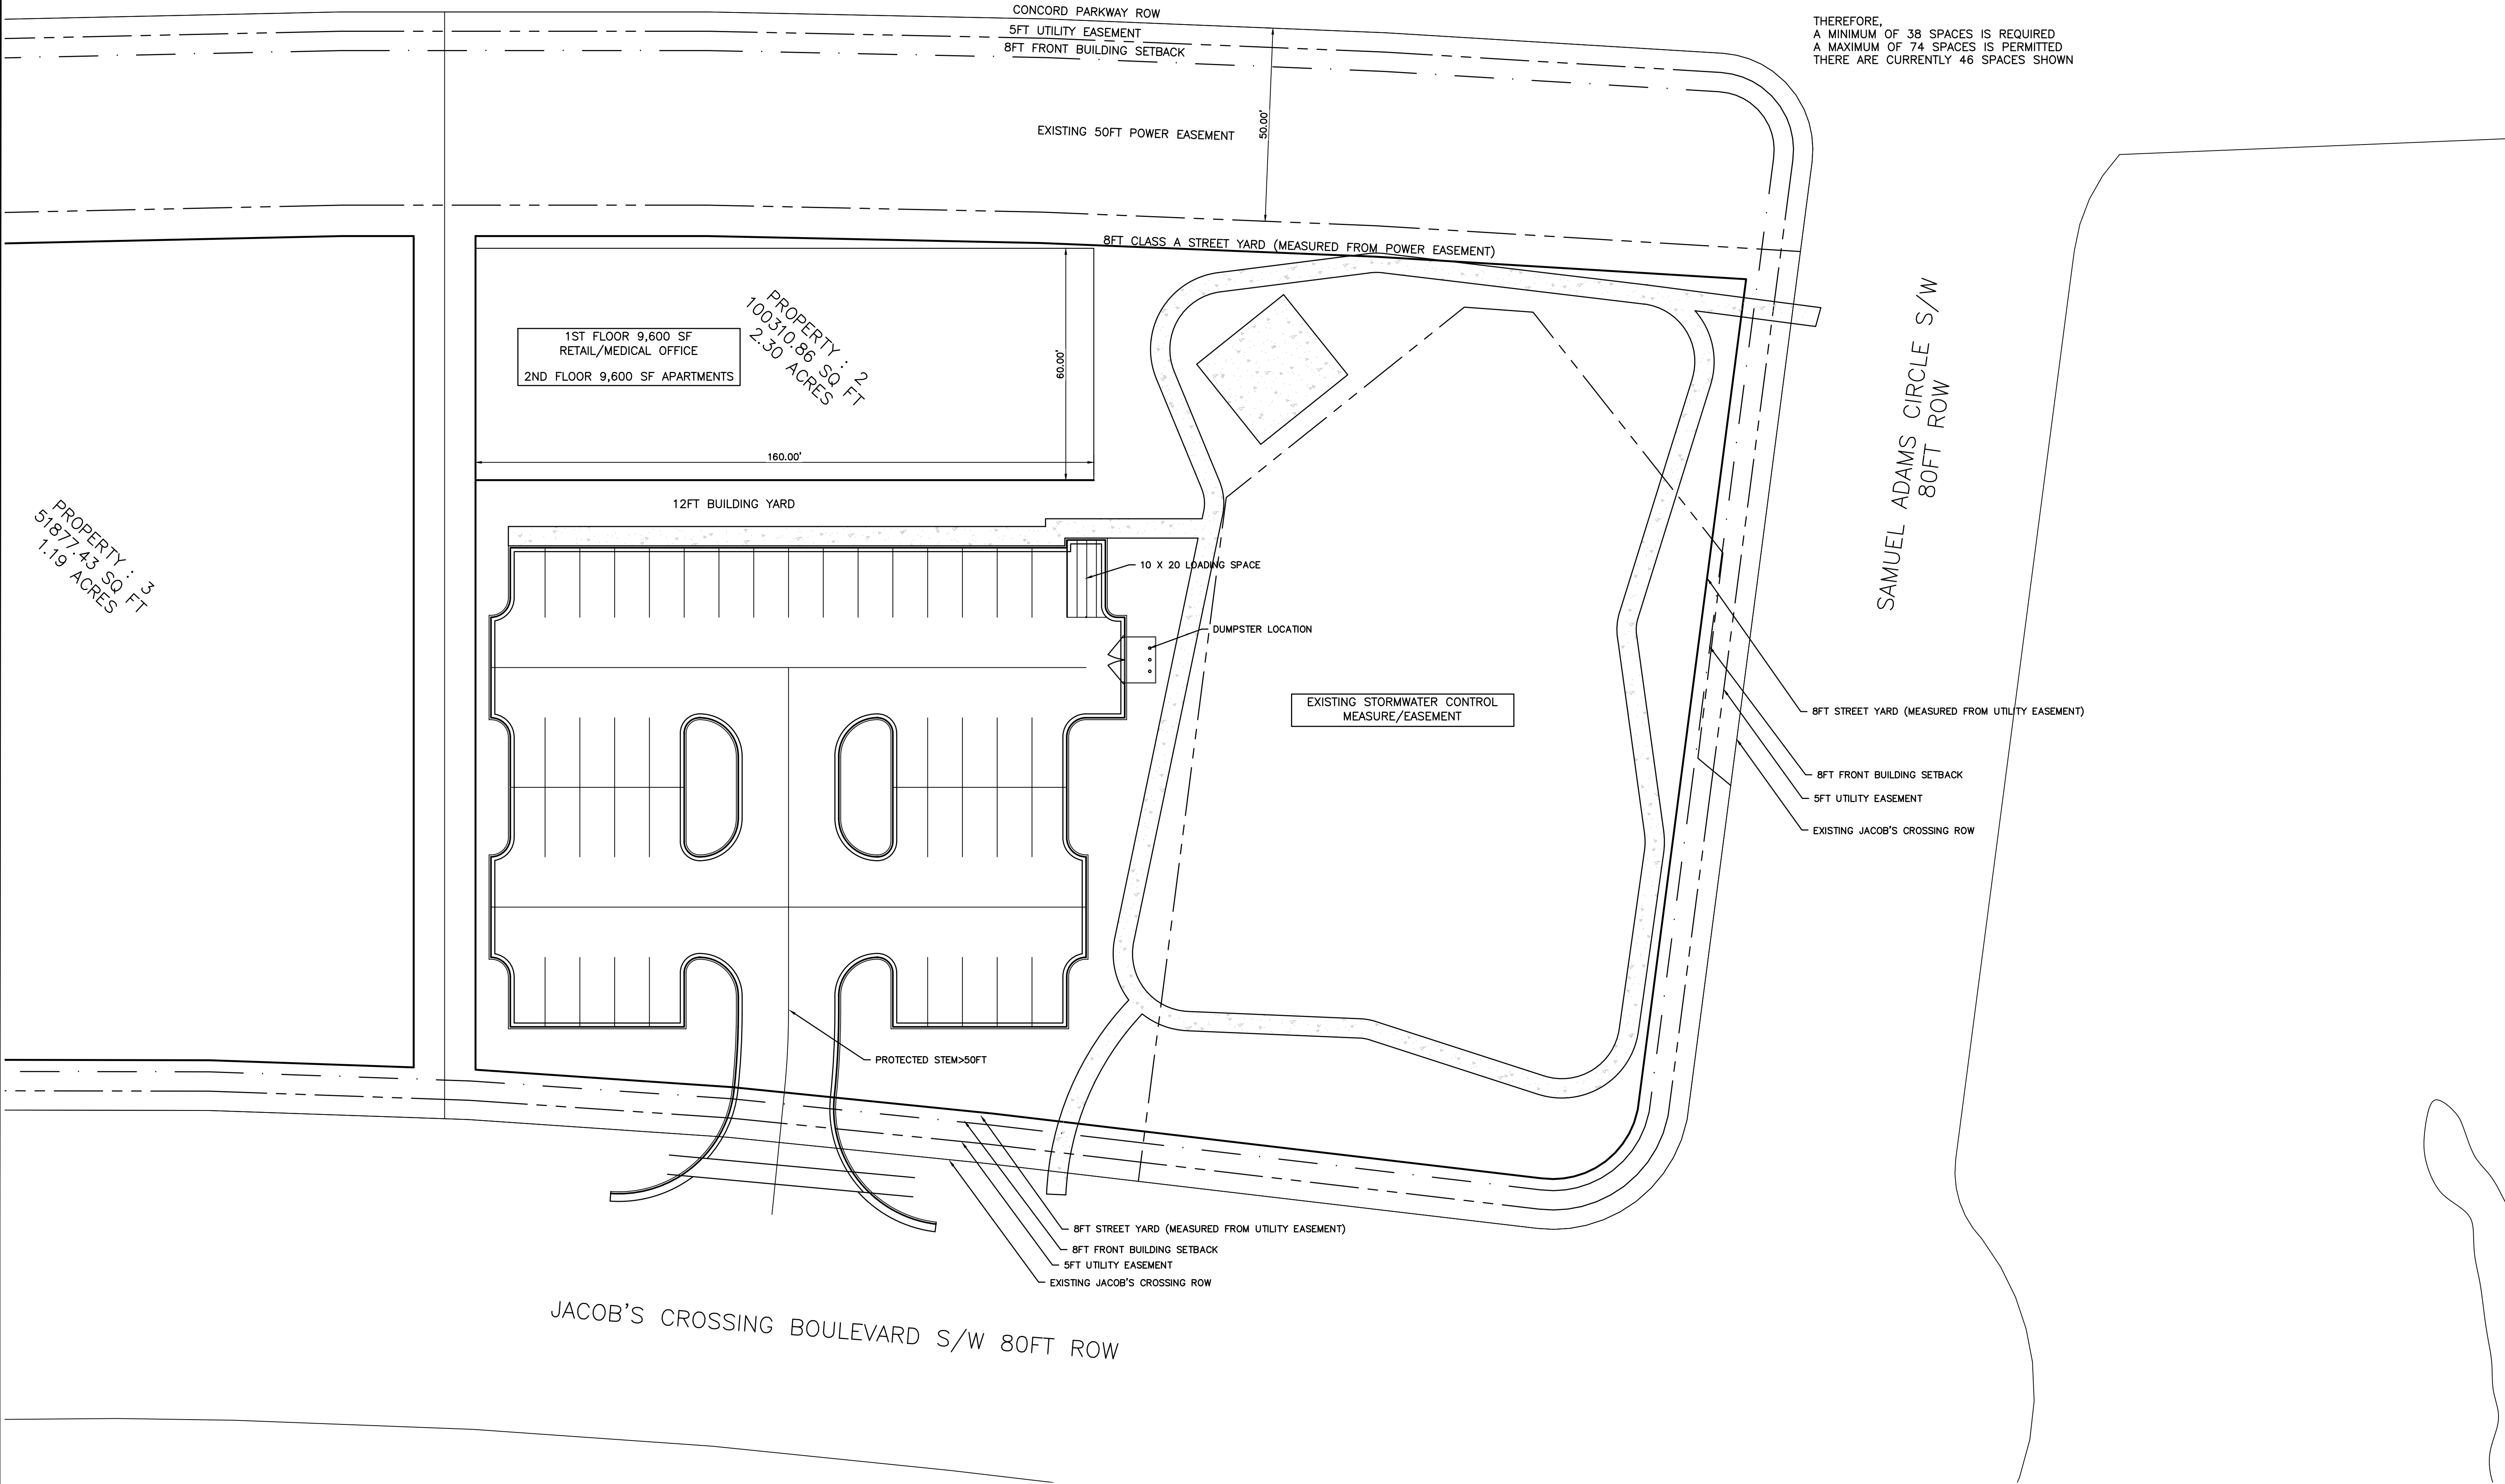 CONCORD PARKWAY ROW
5FT UTILITY EASEMENT
8FT FRONT BUILDING SETBACK
THEREFORE,
A MINIMUM OF 38 SPACES IS REQUIRED
A MAXIMUM OF 74 SPACES IS PERMITTED
THERE ARE CURRENTLY 46 SPACES SHOWN
EXISTING 50FT POWER EASEMENT
50.00'
8FT CLASS A STREET YARD (MEASURED FROM POWER EASEMENT)
PROPERTY : 2
100310.86 SQ FT
2.30 ACRES
1ST FLOOR 9,600 SF
RETAIL/MEDICAL OFFICE
2ND FLOOR 9,600 SF APARTMENTS
60.00'
160.00'
12FT BUILDING YARD
SAMUEL ADAMS CIRCLE S/W
80FT ROW
PROPERTY : 3
51877.43 SQ FT
1.19 ACRES
10 X 20 LOADING SPACE
DUMPSTER LOCATION
EXISTING STORMWATER CONTROL
MEASURE/EASEMENT
8FT STREET YARD (MEASURED FROM UTILITY EASEMENT)
8FT FRONT BUILDING SETBACK
5FT UTILITY EASEMENT
EXISTING JACOB'S CROSSING ROW
PROTECTED STEM>50FT
8FT STREET YARD (MEASURED FROM UTILITY EASEMENT)
8FT FRONT BUILDING SETBACK
5FT UTILITY EASEMENT
EXISTING JACOB'S CROSSING ROW
JACOB'S CROSSING BOULEVARD S/W 80FT ROW